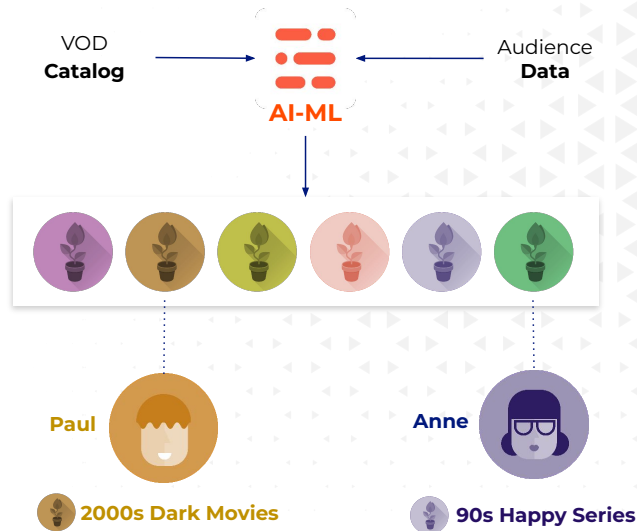 VOD
Catalog
Audience
Data
AI-ML
Paul
Anne
2000s Dark Movies
90s Happy Series